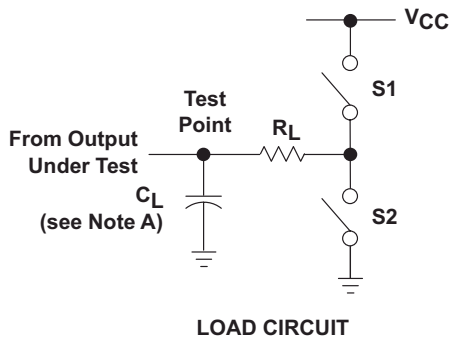 VCC
S1
Test
Point
RL
From Output
Under Test
CL
(see Note A)
S2
LOAD CIRCUIT